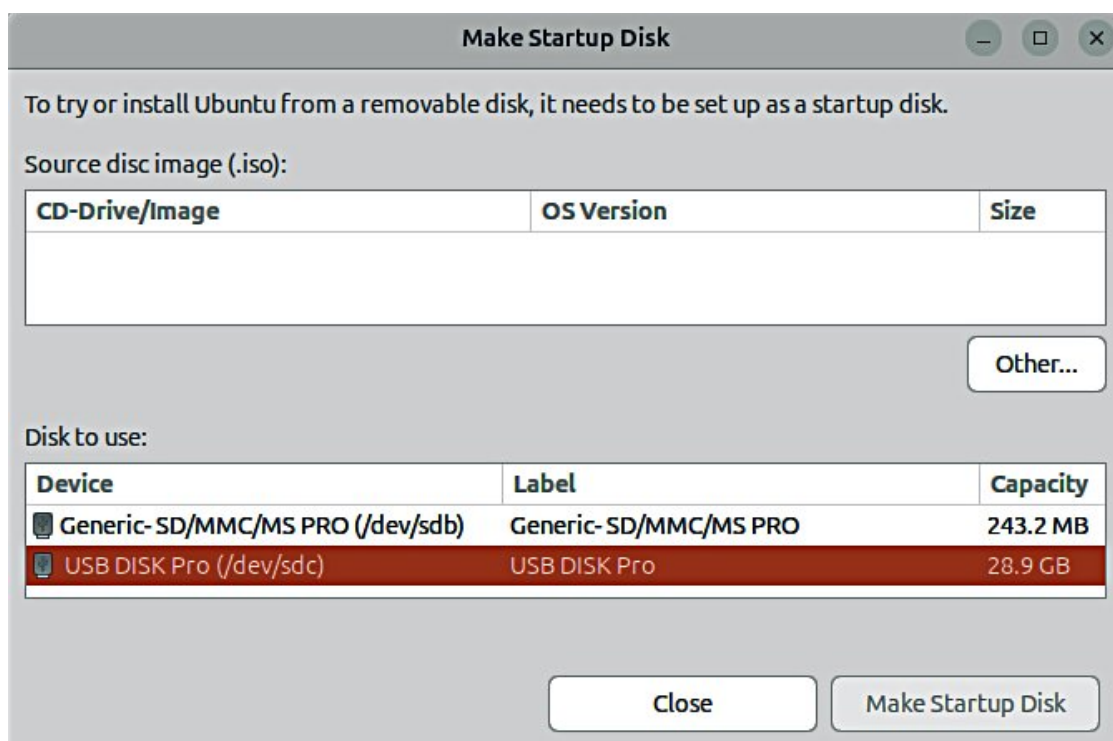 Make Startup Disk
To try or install Ubuntu from a removable disk, it needs to be set up as a startup disk.
Source disc image (.iso):
CD-Drive/Image OS Version Size
Other...
Disk to use:
Device Label Capacity
Generic- SD/MMC/MS PRO (/dev/sdb) Generic- SD/MMC/MS PRO 243.2 MB
USB DISK Pro (/dev/sdc) USB DISK Pro 28.9 GB
Close Make Startup Disk